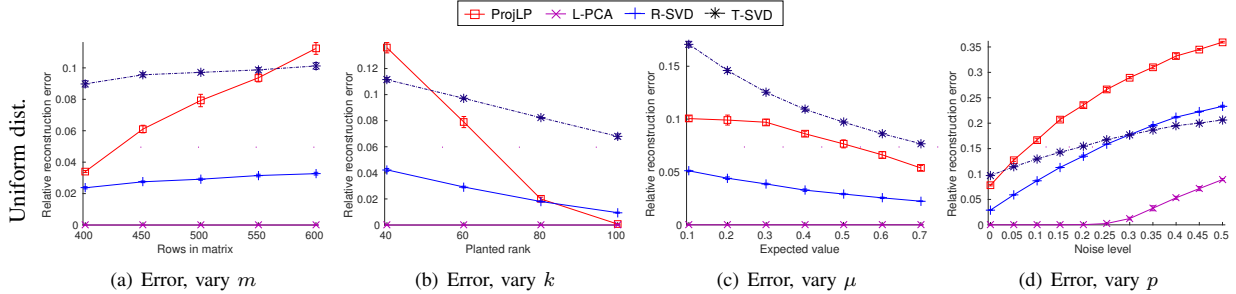 ProjLP L-PCA R-SVD T-SVD
Uniform dist.
Relative reconstruction error
0.1
0.08
0.06
0.04
0.02
0
400 450 500 550 600
Rows in matrix
(a) Error, vary m
Relative reconstruction error
0.12
0.1
0.08
0.06
0.04
0.02
0
40 60 80 100
Planted rank
(b) Error, vary k
Relative reconstruction error
0.15
0.1
0.05
0
0.1 0.2 0.3 0.4 0.5 0.6 0.7
Expected value
(c) Error, vary μ
Relative reconstruction error
0.35
0.3
0.25
0.2
0.15
0.1
0.05
0
0 0.05 0.1 0.15 0.2 0.25 0.3 0.35 0.4 0.45 0.5
Noise level
(d) Error, vary p